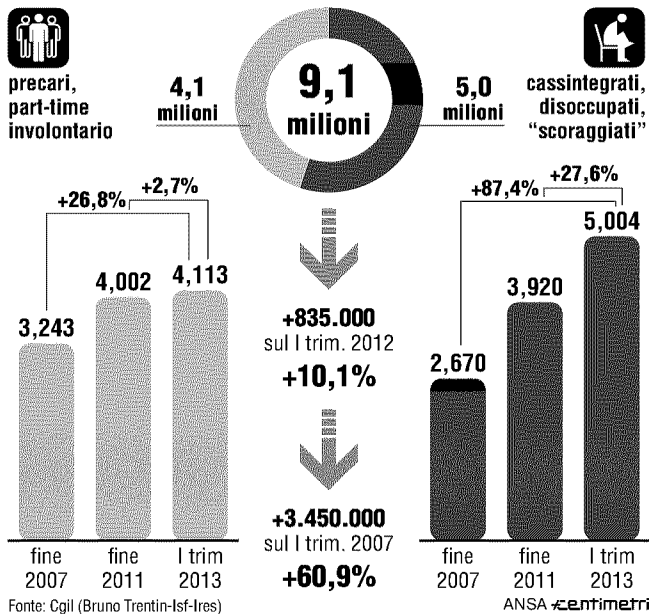 precari,
part-time
involontario
4,1
milioni
9,1
milioni
5,0
milioni
cassintegrati,
disoccupati,
“scoraggiati”
+2,7%
+26,8%
3,243
4,002
4,113
fine
2007
fine
2011
I trim
2013
+835.000
sul I trim. 2012
+10,1%
+3.450.000
sul I trim. 2007
+60,9%
+27,6%
+87,4%
2,670
3,920
5,004
fine
2007
fine
2011
I trim
2013
Fonte: Cgil (Bruno Trentin-Isf-Ires)
ANSA centimetri